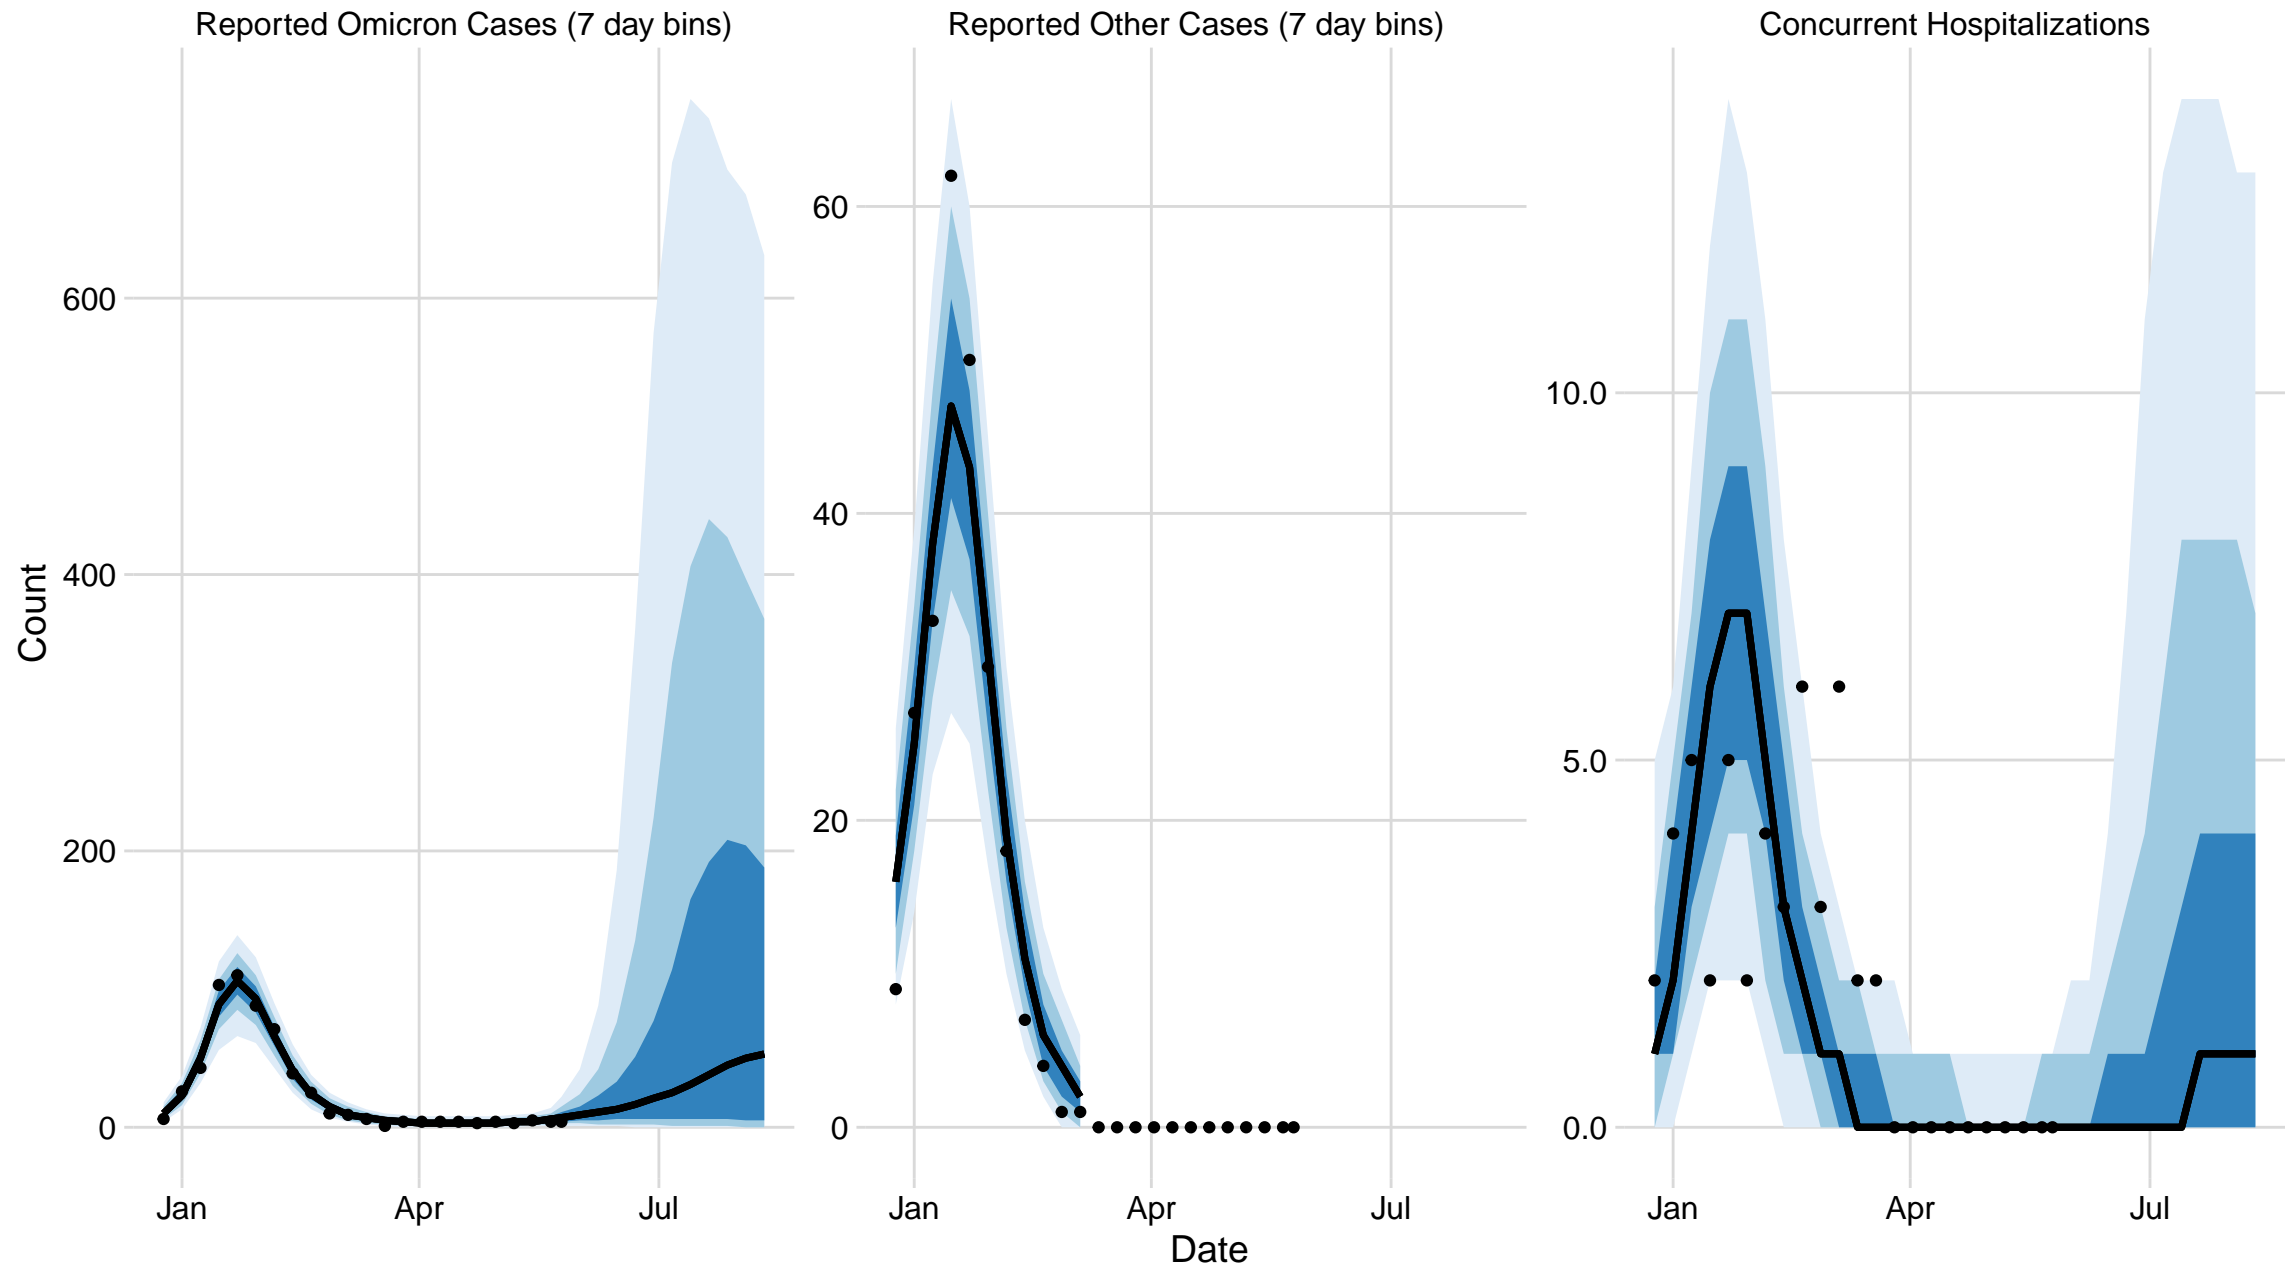 Reported Omicron Cases (7 day bins)
Reported Other Cases (7 day bins)
Concurrent Hospitalizations
Count
600
400
200
0
60
40
20
0
10.0
5.0
0.0
Jan Apr Jul
Jan Apr Jul
Jan Apr Jul
Date